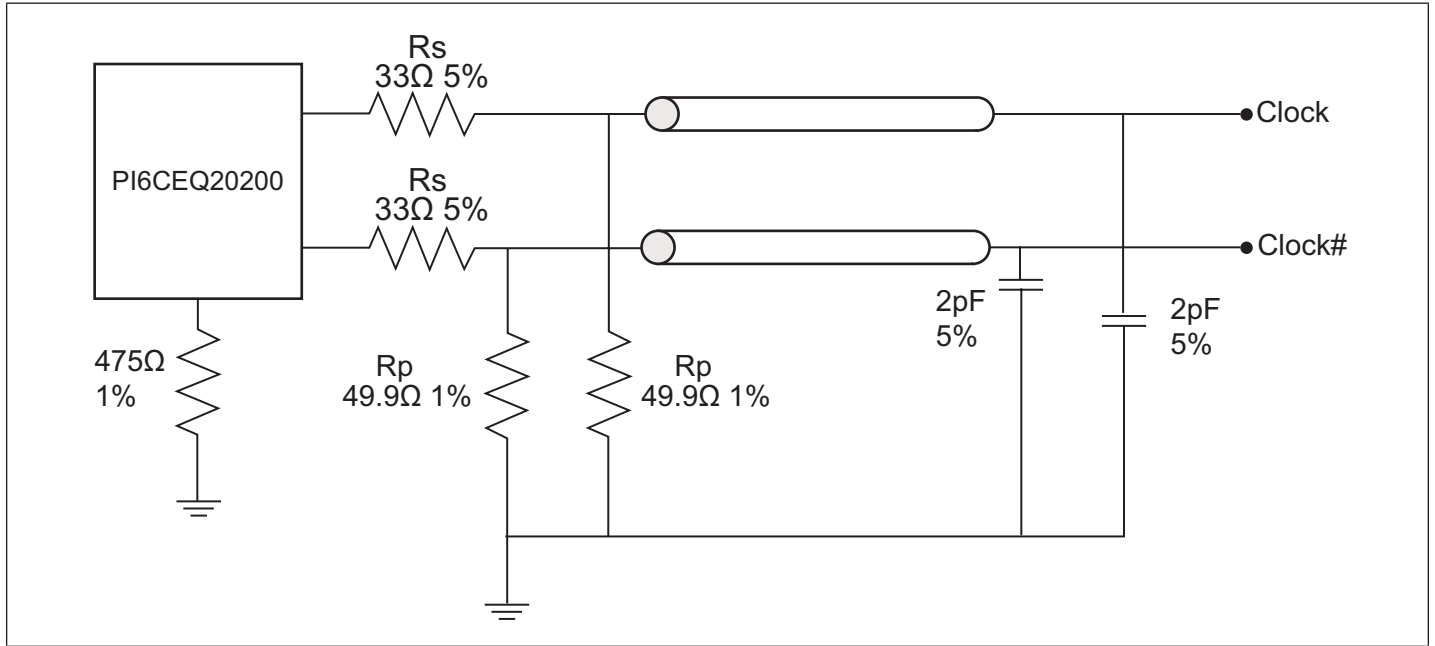 Rs
33Ω 5%
Clock
PI6CEQ20200
Rs
33Ω 5%
Clock#
2pF
5%
2pF
5%
475Ω
1%
Rp
49.9Ω 1%
Rp
49.9Ω 1%